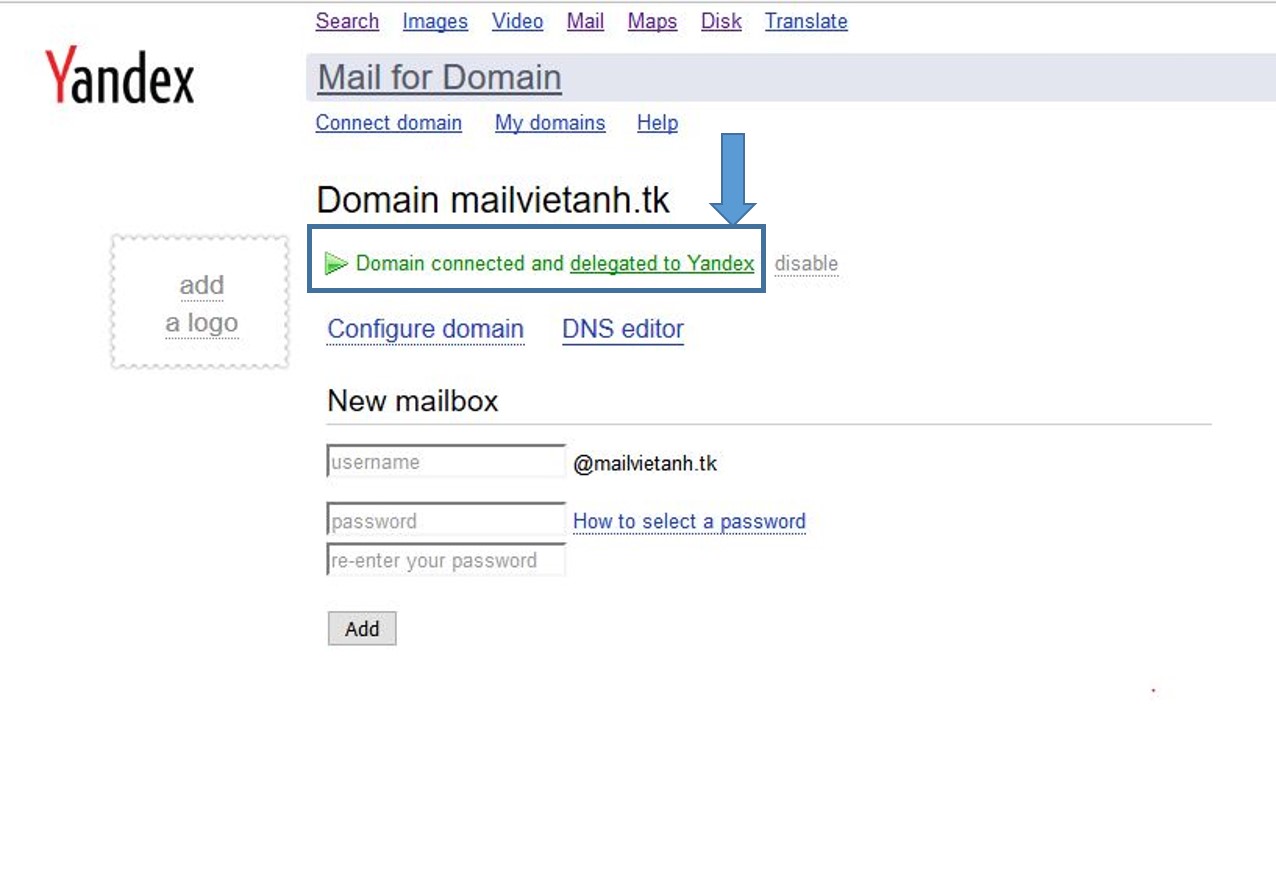 Search Images Video Mail Maps Disk Translate
Yandex
Mail for Domain
Connect domain My domains Help
Domain mailvietanh.tk
Domain connected and delegated to Yandex disable
add
a logo
Configure domain DNS editor
New mailbox
username @mailvietanh.tk
password How to select a password
re-enter your password
Add